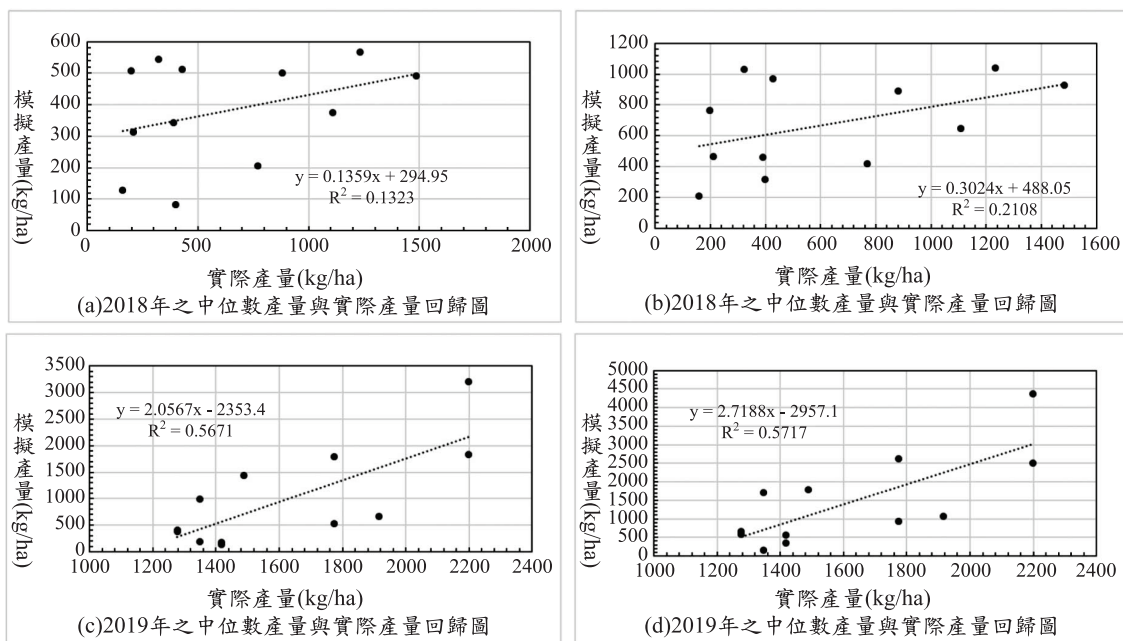 600
500
400
300
200
100
0
模擬產量(kg/ha)
y = 0.1359x + 294.95
R² = 0.1323
0 500 1000 1500 2000
實際產量(kg/ha)
(a)2018年之中位數產量與實際產量回歸圖
1200
1000
800
600
400
200
0
模擬產量(kg/ha)
y = 0.3024x + 488.05
R² = 0.2108
0 200 400 600 800 1000 1200 1400 1600
實際產量(kg/ha)
(b)2018年之中位數產量與實際產量回歸圖
3500
3000
2500
2000
1500
1000
500
0
模擬產量(kg/ha)
y = 2.0567x - 2353.4
R² = 0.5671
1000 1200 1400 1600 1800 2000 2200 2400
實際產量(kg/ha)
(c)2019年之中位數產量與實際產量回歸圖
5000
4500
4000
3500
3000
2500
2000
1500
1000
500
0
模擬產量(kg/ha)
y = 2.7188x - 2957.1
R² = 0.5717
1000 1200 1400 1600 1800 2000 2200 2400
實際產量(kg/ha)
(d)2019年之中位數產量與實際產量回歸圖